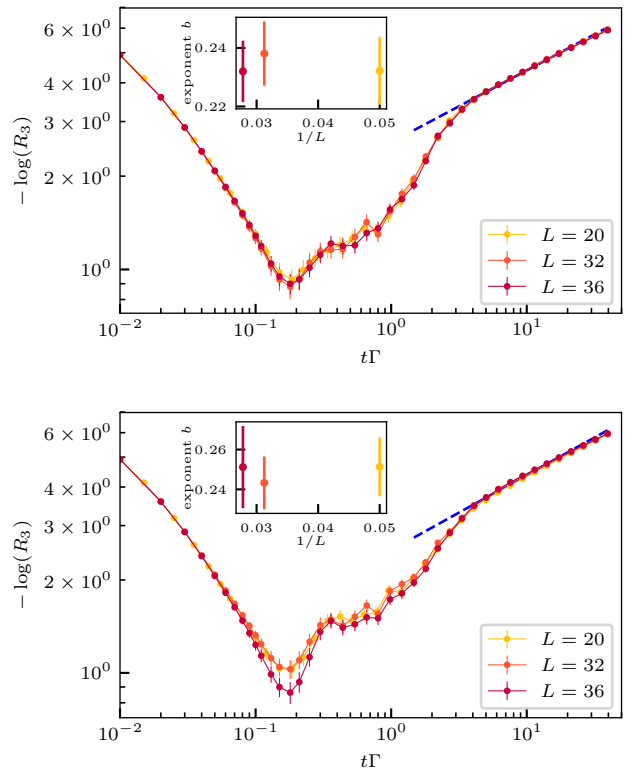 6 × 10⁰
4 × 10⁰
3 × 10⁰
2 × 10⁰
10⁰
− log(R₃)
exponent b
0.24
0.22
0.03
0.04
0.05
1/L
L = 20
L = 32
L = 36
10⁻²
10⁻¹
10⁰
10¹
tΓ
6 × 10⁰
4 × 10⁰
3 × 10⁰
2 × 10⁰
10⁰
− log(R₃)
exponent b
0.26
0.24
0.03
0.04
0.05
1/L
L = 20
L = 32
L = 36
10⁻²
10⁻¹
10⁰
10¹
tΓ